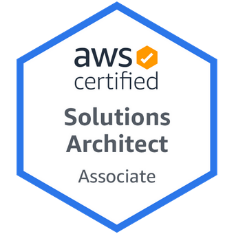 aws
certified
Solutions
Architect
Associate